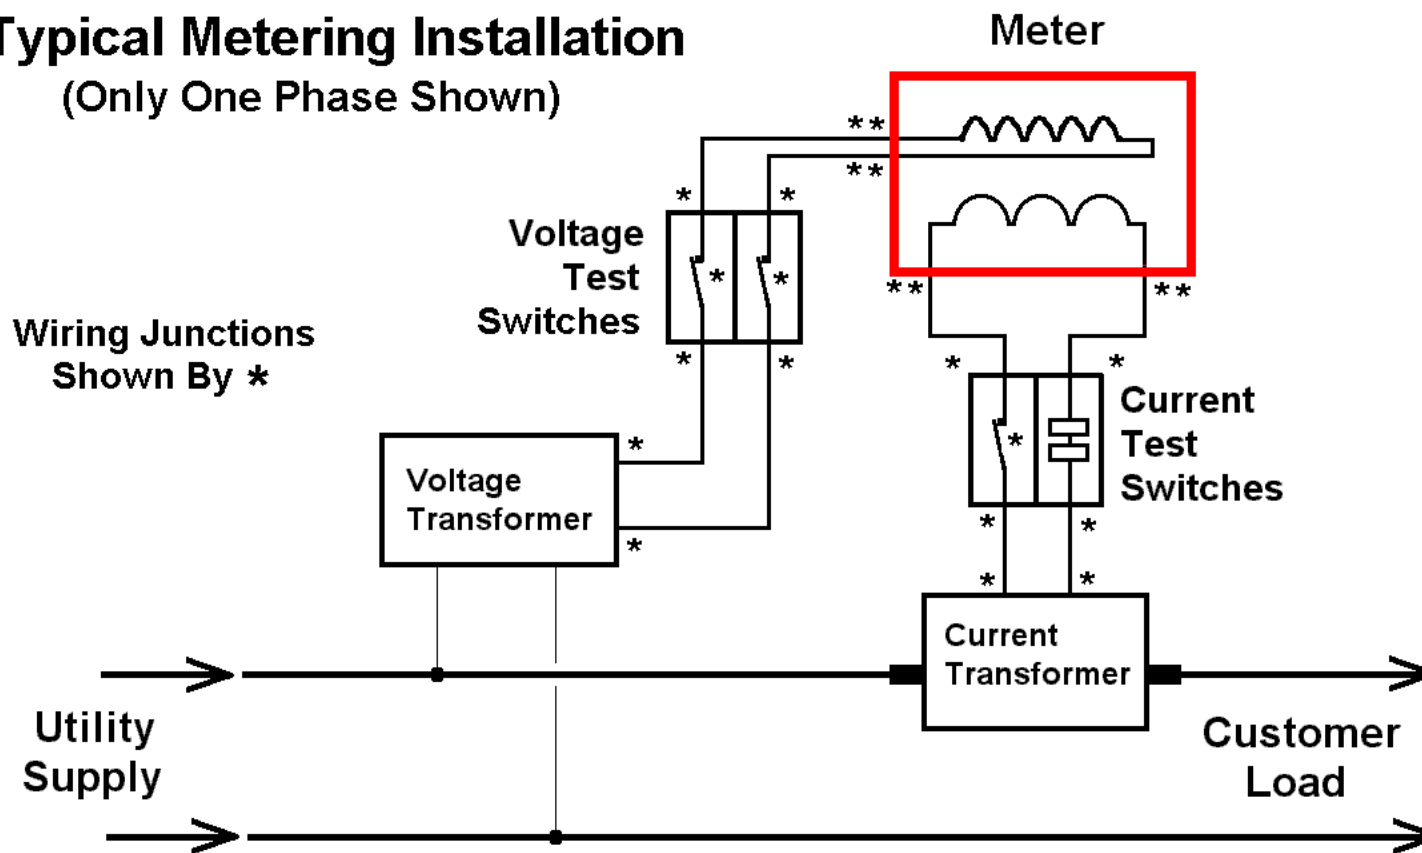 Typical Metering Installation
(Only One Phase Shown)
Meter
**
**
*
*
Voltage
Test
Switches
*
*
**
**
Wiring Junctions
Shown By *
*
*
*
*
Current
Test
Switches
*
*
Voltage
Transformer
*
*
*
*
*
Current
Transformer
Utility
Supply
Customer
Load